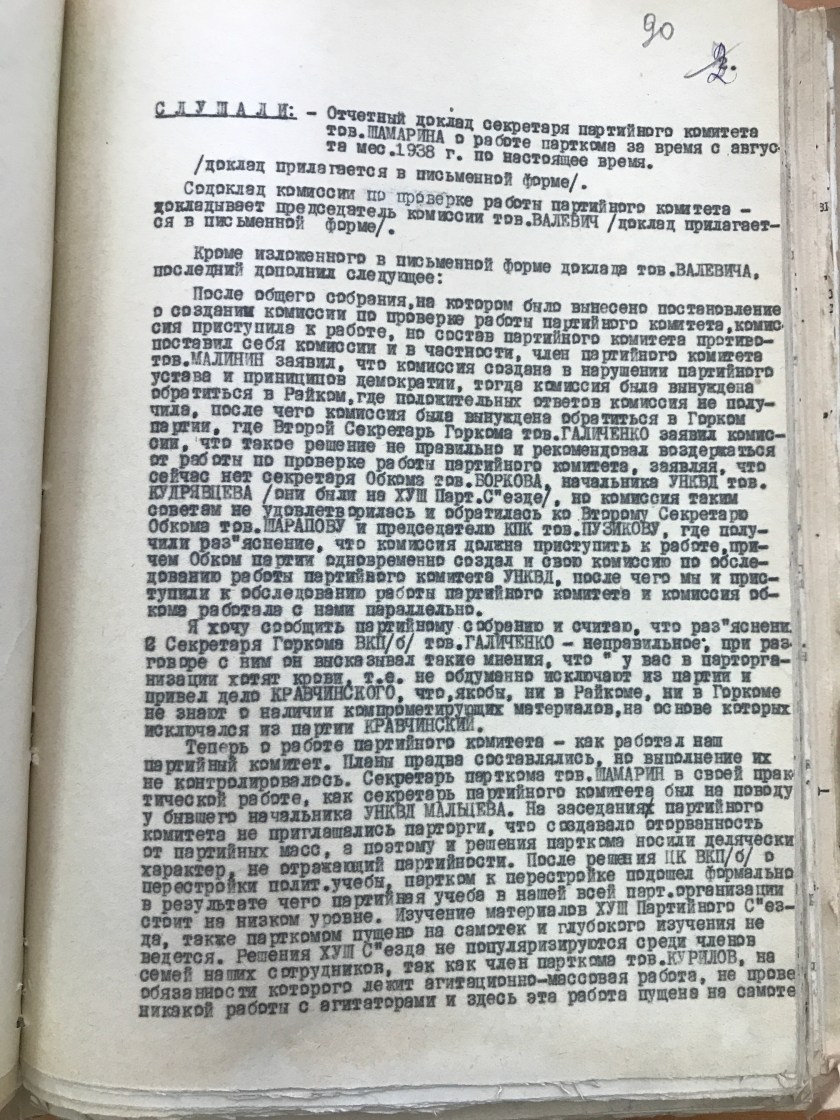 90
2.
С Л У Ш А Л И: - Отчетный доклад секретаря партийного комитета
тов.ШАМАРИНА о работе парткома за время с авгус-
та мес.1938 г. по настоящее время.
/доклад прилагается в письменной форме/.
Содоклад комиссии по проверке работы партийного комитета -
докладывает председатель комиссии тов.ВАЛЕВИЧ /доклад прилагает-
ся в письменной форме/.
Кроме изложенного в письменной форме доклада тов.ВАЛЕВИЧА,
последний дополнил следующее:
После общего собрания,на котором было вынесено постановление
о создании комиссии по проверке работы партийного комитета,комис-
сия приступила к работе, но состав партийного комитета противо-
поставил себя комиссии и в частности, член партийного комитета
тов.МАЛИНИН заявил, что комиссия создана в нарушении партийного
устава и приниципов демократии, тогда комиссия была вынуждена
обратиться в Райком,где положительных ответов комиссия не полу-
чила, после чего комиссия была вынуждена обратиться в Горком
партии, где Второй Секретарь Горкома тов.ГАЛИЧЕНКО заявил комис-
сии, что такое решение не правильно и рекомендовал воздержаться
от работы по проверке работы партийного комитета, заявляя, что
сейчас нет секретаря Обкома тов.БОРКОВА, начальника УНКВД тов.
КУДРЯВЦЕВА /они были на ХУШ Парт.С"езде/, но комиссия таким
советам не удовлетворилась и обратилась ко Второму Секретарю
Обкома тов.ШАРАПОВУ и председателю КПК тов.ПУЗИКОВУ, где полу-
чили раз"яснение, что комиссия должна приступить к работе,при-
чем Обком партии одновременно создал и свою комиссию по обсле-
дованию работы партийвого комитета УНКВД, после чего мы и прис-
тупили к обследованию работы партийного комитета и комиссия об-
кома работала с нами параллельно.
Я хочу сообщить партийному собранию и считаю, что раз"яснени
2 Секретаря Горкома ВКП/б/ тов.ГАЛИЧЕНКО - неправильное, при раз
говоре с ним он высказывал такие мнения, что " у вас в парторга-
низации хотят крови, т.е. не обдуманно исключают из партии и
привел дело КРАВЧИНСКОГО, что,якобы, ни в Райкоме, ни в Горкоме
не знают о наличии компрометирующих материалов,на основе которых
исключался из партии КРАВЧИНСКИЙ.
Теперь о работе партийного комитета - как работал наш
партийный комитет. Планы прадва составлялись, но выполнение их
не контролировалось. Секретарь парткома тов.ШАМАРИН в своей прак
тической работе, как секретарь партийного комитета был на поводу
у бывшего начальника УНКВД МАЛЬЦЕВА. На заседания партийного
комитета не приглашались парторги, что создавало оторванность
от партийных масс, а поэтому и решения парткома носили делячески
характер, не отражающий партийности. После решения ЦК ВКП/б/ о
перестройки полит.учебы, партком к перестройке подошел формально
в результате чего партийная учеба в нашей всей парт.организации
стоит на низком уровне. Изучение материалов ХУШ Партийного С"ез-
да, также парткомом пущено на самотек и глубокого изучения не
ведется. Решения ХУШ С"езда не популяризируются среди членов
семей наших сотрудников, так как член парткома тов.КУРИЛОВ, на
обязанности которого лежит агитационно-массовая работа, не прове
никакой работы с агитаторами и здесь эта работа пущена на самоте